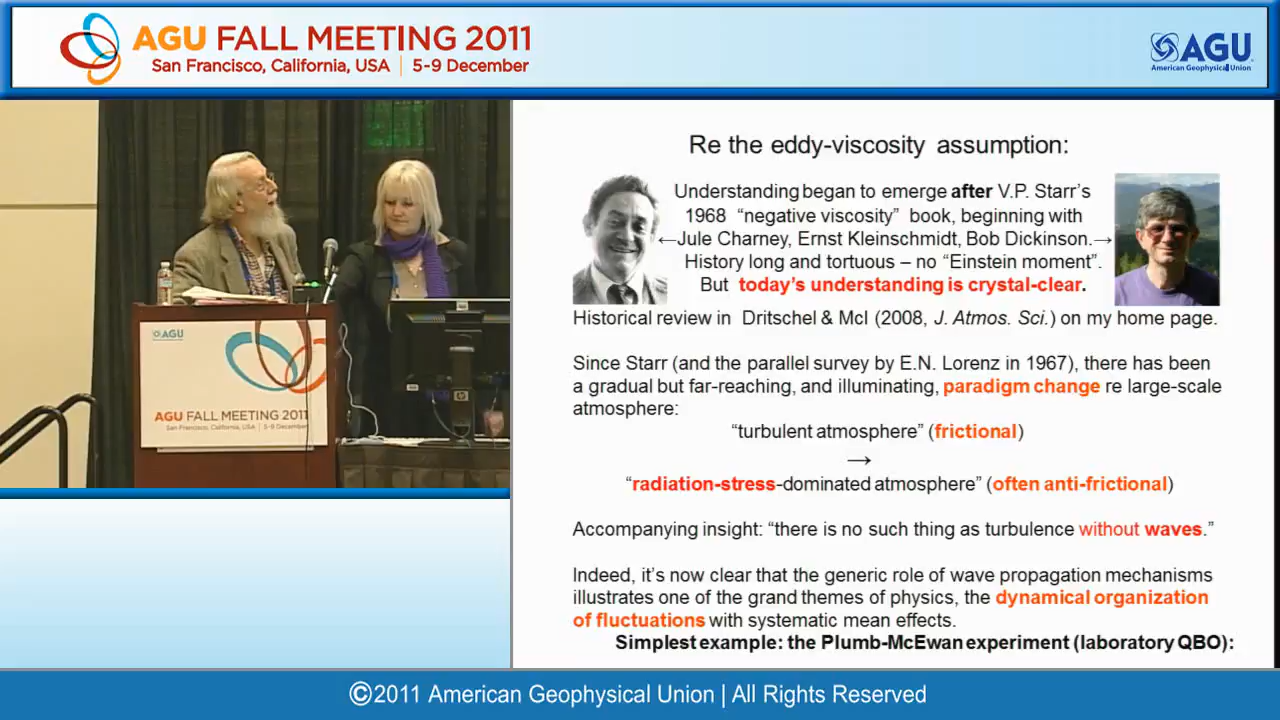 AGU FALL MEETING 2011
San Francisco, California, USA | 5-9 December
AGU
American Geophysical Union
Re the eddy-viscosity assumption:
Understanding began to emerge after V.P. Starr's
1968 "negative viscosity" book, beginning with
←Jule Charney, Ernst Kleinschmidt, Bob Dickinson.→
History long and tortuous – no "Einstein moment".
But today's understanding is crystal-clear.
Historical review in Dritschel & McI (2008, J. Atmos. Sci.) on my home page.
Since Starr (and the parallel survey by E.N. Lorenz in 1967), there has been
a gradual but far-reaching, and illuminating, paradigm change re large-scale
atmosphere:
"turbulent atmosphere" (frictional)
→
"radiation-stress-dominated atmosphere" (often anti-frictional)
Accompanying insight: "there is no such thing as turbulence without waves."
Indeed, it's now clear that the generic role of wave propagation mechanisms
illustrates one of the grand themes of physics, the dynamical organization
of fluctuations with systematic mean effects.
Simplest example: the Plumb-McEwan experiment (laboratory QBO):
AGU
AGU FALL MEETING 2011
San Francisco, California, USA | 5-9 December
hp
©2011 American Geophysical Union | All Rights Reserved